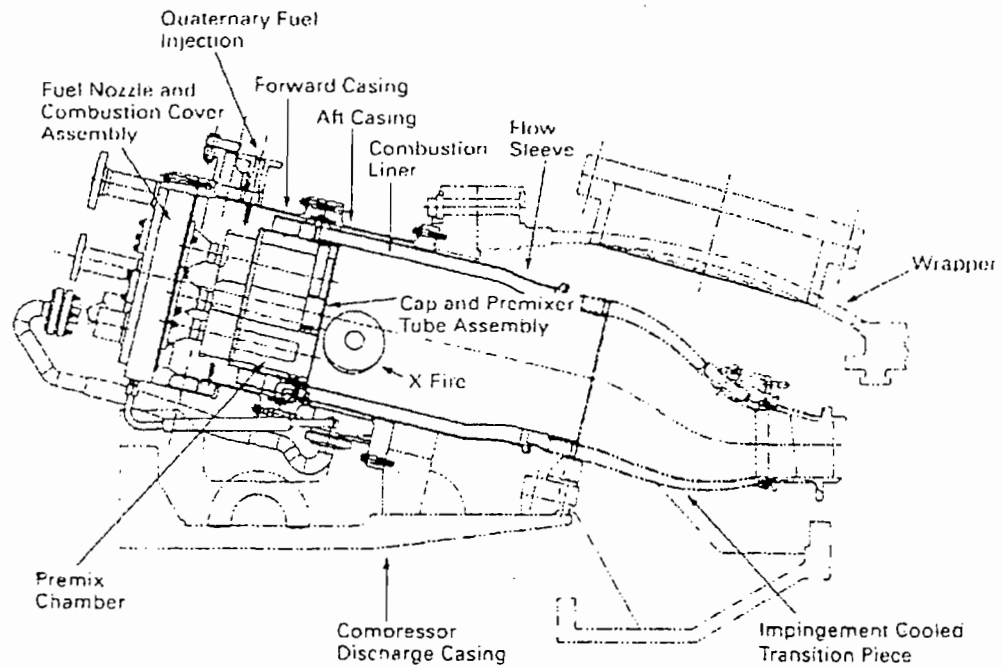 Quaternary Fuel
Injection
Fuel Nozzle and
Combustion Cover
Assembly
Forward Casing
Aft Casing
Combustion
Liner
Flow
Sleeve
Wrapper
Cap and Premixer
Tube Assembly
X Fire
Premix
Chamber
Compressor
Discharge Casing
Impingement Cooled
Transition Piece